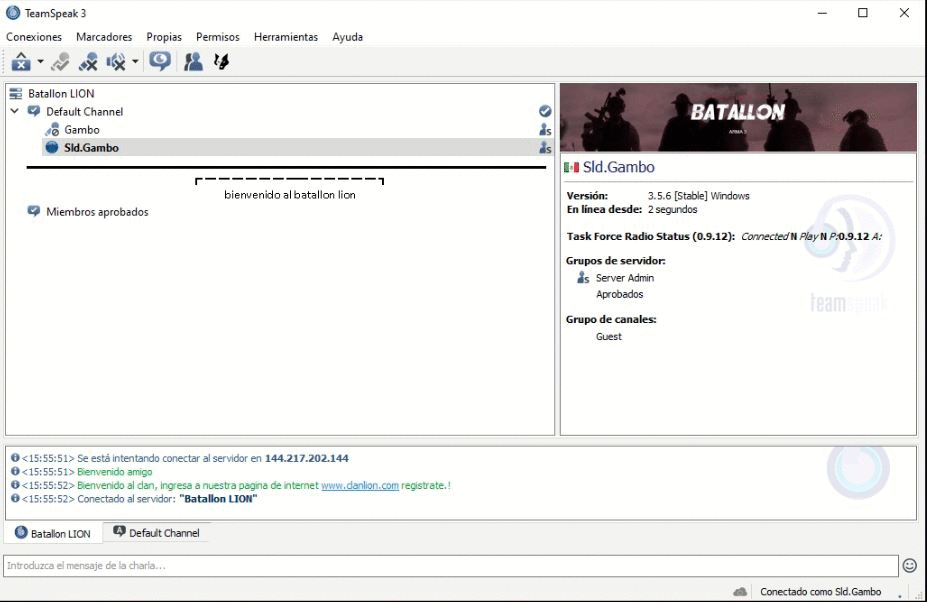 TeamSpeak 3
Conexiones Marcadores Propias Permisos Herramientas Ayuda
Batallon LION
Default Channel
Gambo
Sld.Gambo
bienvenido al batallon lion
Miembros aprobados
BATALLON
ARMA 3
Sld.Gambo
Versión: 3.5.6 [Stable] Windows
En línea desde: 2 segundos
Task Force Radio Status (0.9.12): Connected N Play N P:0.9.12 A:
Grupos de servidor:
Server Admin
Aprobados
Grupo de canales:
Guest
teamspeak
<15:55:51> Se está intentando conectar al servidor en 144.217.202.144
<15:55:51> Bienvenido amigo
<15:55:52> Bienvenido al clan, ingresa a nuestra pagina de internet www.clanlion.com registrate.!
<15:55:52> Conectado al servidor: "Batallon LION"
Batallon LION Default Channel
Introduzca el mensaje de la charla...
Conectado como Sld.Gambo